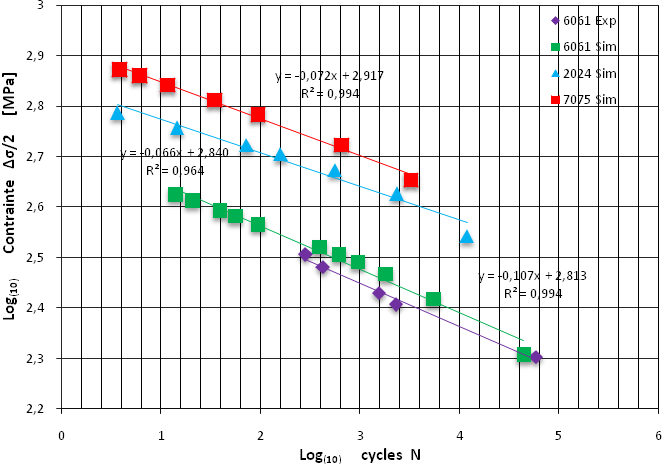 3
2,9
2,8
2,7
2,6
2,5
2,4
2,3
2,2
Log₍₁₀₎ Contrainte Δσ/2 [MPa]
6061 Exp
6061 Sim
2024 Sim
7075 Sim
y = -0,072x + 2,917
R² = 0,994
y = -0,066x + 2,840
R² = 0,964
y = -0,107x + 2,813
R² = 0,994
0 1 2 3 4 5 6
Log₍₁₀₎ cycles N